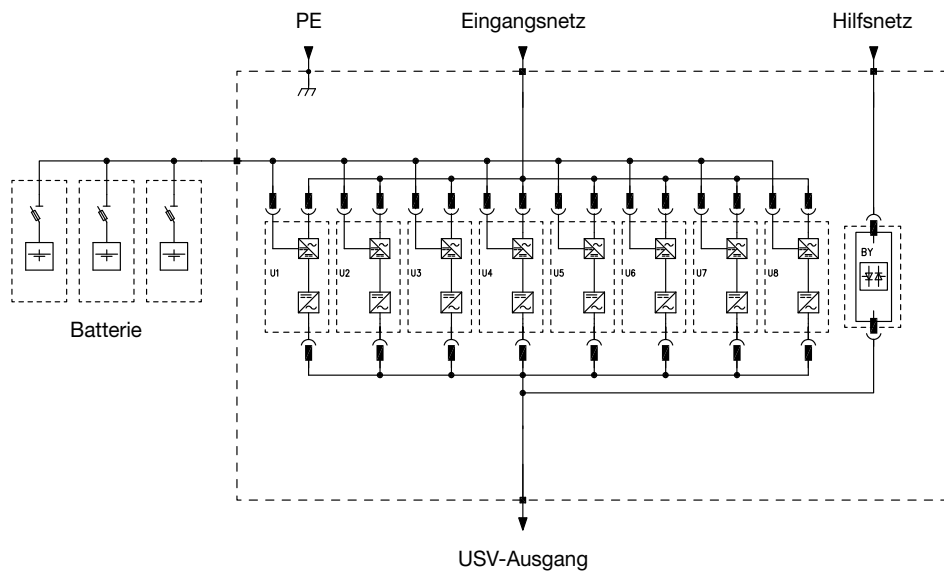 PE
Eingangsnetz
Hilfsnetz
U1
U2
U3
U4
U5
U6
U7
U8
BY
Batterie
USV-Ausgang